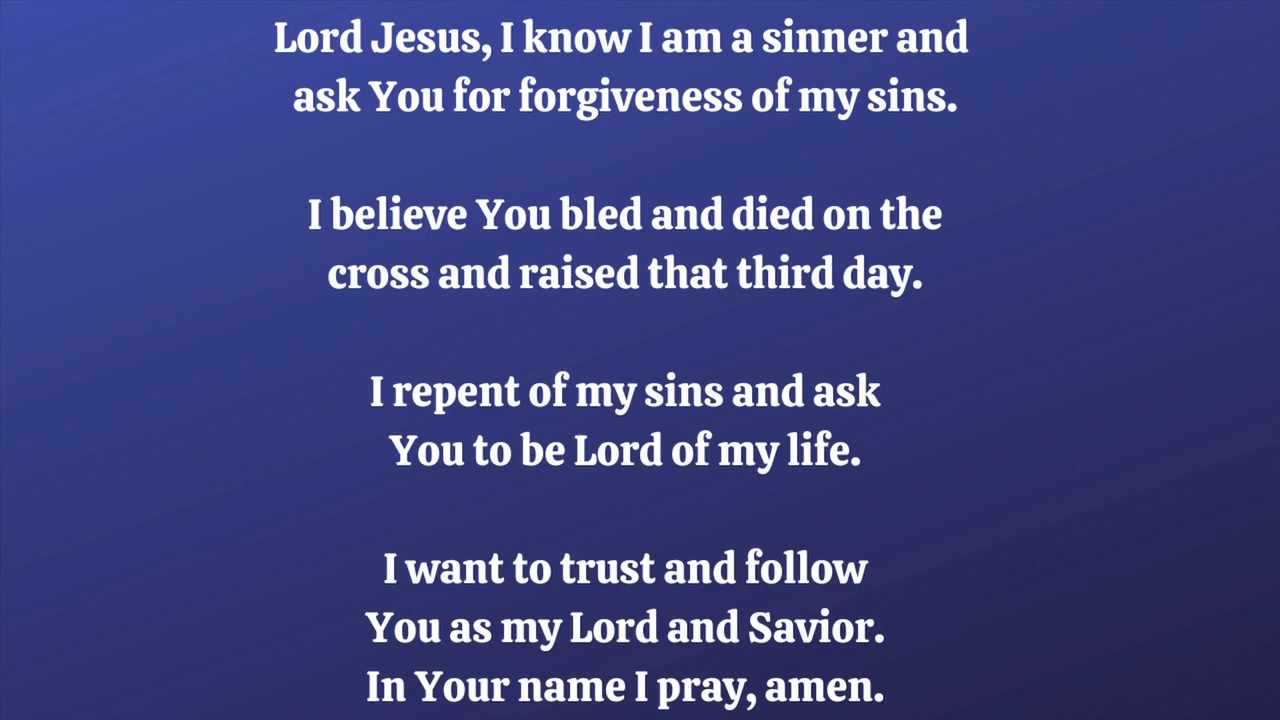 Lord Jesus, I know I am a sinner and
ask You for forgiveness of my sins.
I believe You bled and died on the
cross and raised that third day.
I repent of my sins and ask
You to be Lord of my life.
I want to trust and follow
You as my Lord and Savior.
In Your name I pray, amen.